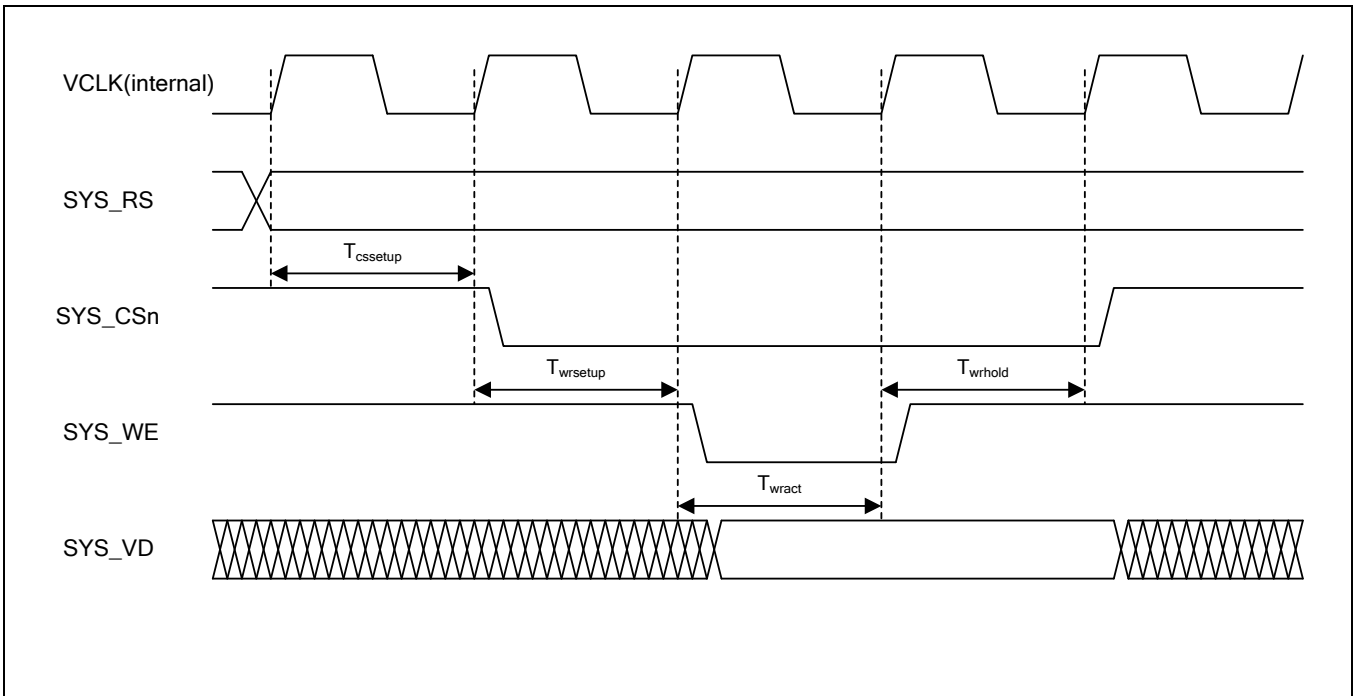 VCLK(internal)
SYS_RS
Tcssetup
SYS_CSn
Twrsetup
Twrhold
SYS_WE
Twract
SYS_VD